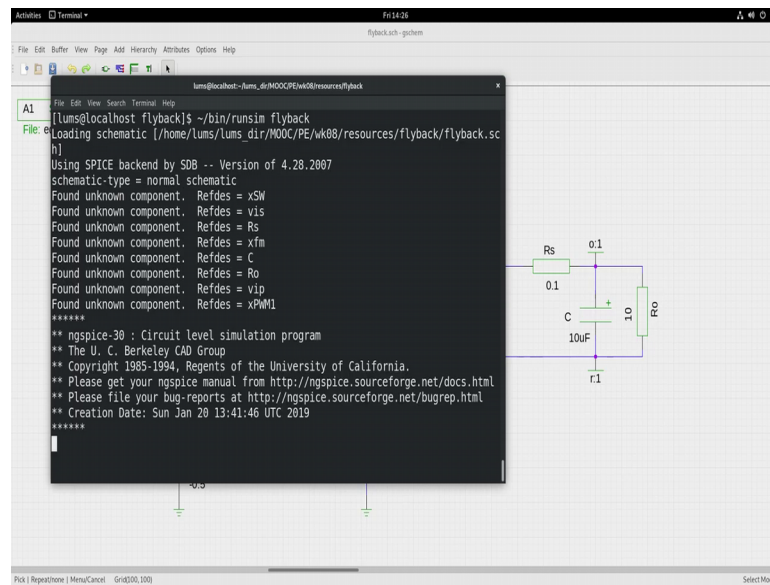 Activities Terminal ▾ Fri 14:26
flyback.sch - gschem
File Edit Buffer View Page Add Hierarchy Attributes Options Help
lums@localhost:~/lums_dir/MOOC/PE/wk08/resources/flyback ×
File Edit View Search Terminal Help
A1
File:
[lums@localhost flyback]$ ~/bin/runsim flyback
Loading schematic [/home/lums/lums_dir/MOOC/PE/wk08/resources/flyback/flyback.sc
h]
Using SPICE backend by SDB -- Version of 4.28.2007
schematic-type = normal schematic
Found unknown component. Refdes = xSW
Found unknown component. Refdes = vis
Found unknown component. Refdes = Rs
Found unknown component. Refdes = xfm
Found unknown component. Refdes = C
Found unknown component. Refdes = Ro
Found unknown component. Refdes = vip
Found unknown component. Refdes = xPWM1
******
** ngspice-30 : Circuit level simulation program
** The U. C. Berkeley CAD Group
** Copyright 1985-1994, Regents of the University of California.
** Please get your ngspice manual from http://ngspice.sourceforge.net/docs.html
** Please file your bug-reports at http://ngspice.sourceforge.net/bugrep.html
** Creation Date: Sun Jan 20 13:41:46 UTC 2019
******
Rs
o:1
0.1
C
+
10
Ro
10uF
r:1
-0.5
Pick | Repeat/none | Menu/Cancel Grid(100, 100) Select Mo